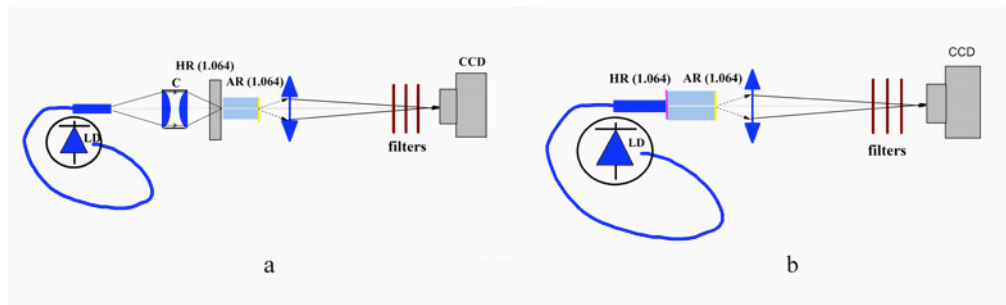 HR (1.064)
C
AR (1.064)
LD
filters
CCD
a
HR (1.064) AR (1.064)
LD
filters
CCD
b